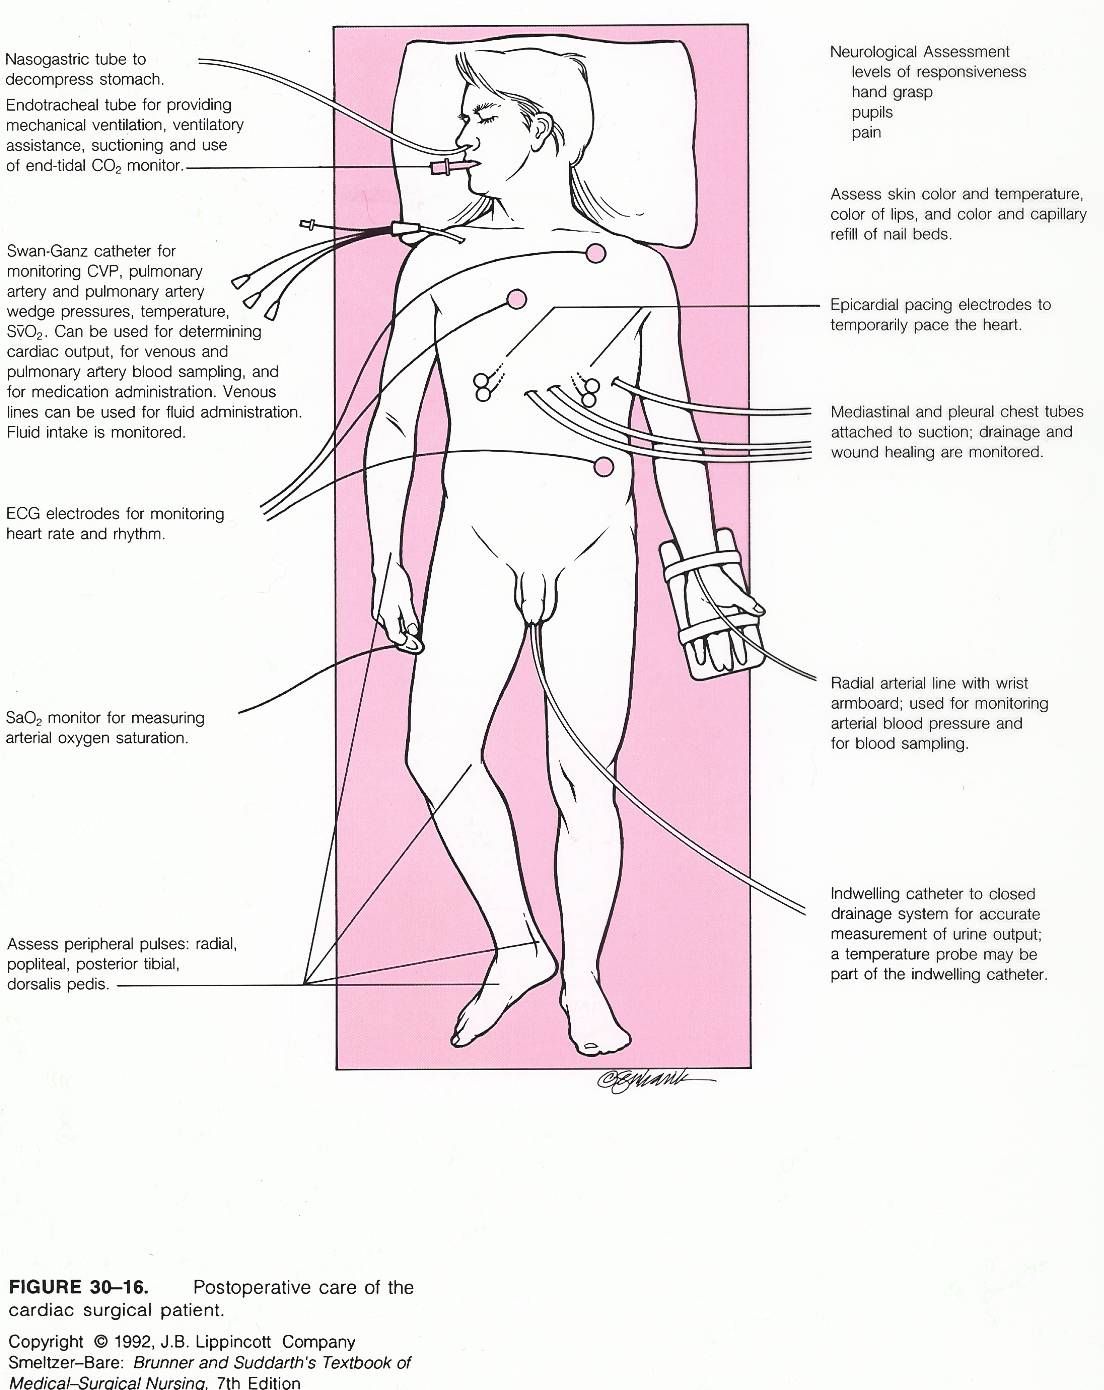 Nasogastric tube to
decompress stomach.
Endotracheal tube for providing
mechanical ventilation, ventilatory
assistance, suctioning and use
of end-tidal CO₂ monitor.
Swan-Ganz catheter for
monitoring CVP, pulmonary
artery and pulmonary artery
wedge pressures, temperature,
Sv̄O₂. Can be used for determining
cardiac output, for venous and
pulmonary artery blood sampling, and
for medication administration. Venous
lines can be used for fluid administration.
Fluid intake is monitored.
ECG electrodes for monitoring
heart rate and rhythm.
SaO₂ monitor for measuring
arterial oxygen saturation.
Assess peripheral pulses: radial,
popliteal, posterior tibial,
dorsalis pedis.
Neurological Assessment
levels of responsiveness
hand grasp
pupils
pain
Assess skin color and temperature,
color of lips, and color and capillary
refill of nail beds.
Epicardial pacing electrodes to
temporarily pace the heart.
Mediastinal and pleural chest tubes
attached to suction; drainage and
wound healing are monitored.
Radial arterial line with wrist
armboard; used for monitoring
arterial blood pressure and
for blood sampling.
Indwelling catheter to closed
drainage system for accurate
measurement of urine output;
a temperature probe may be
part of the indwelling catheter.
©
FIGURE 30–16. Postoperative care of the
cardiac surgical patient.
Copyright © 1992, J.B. Lippincott Company
Smeltzer–Bare: Brunner and Suddarth's Textbook of
Medical–Surgical Nursing, 7th Edition